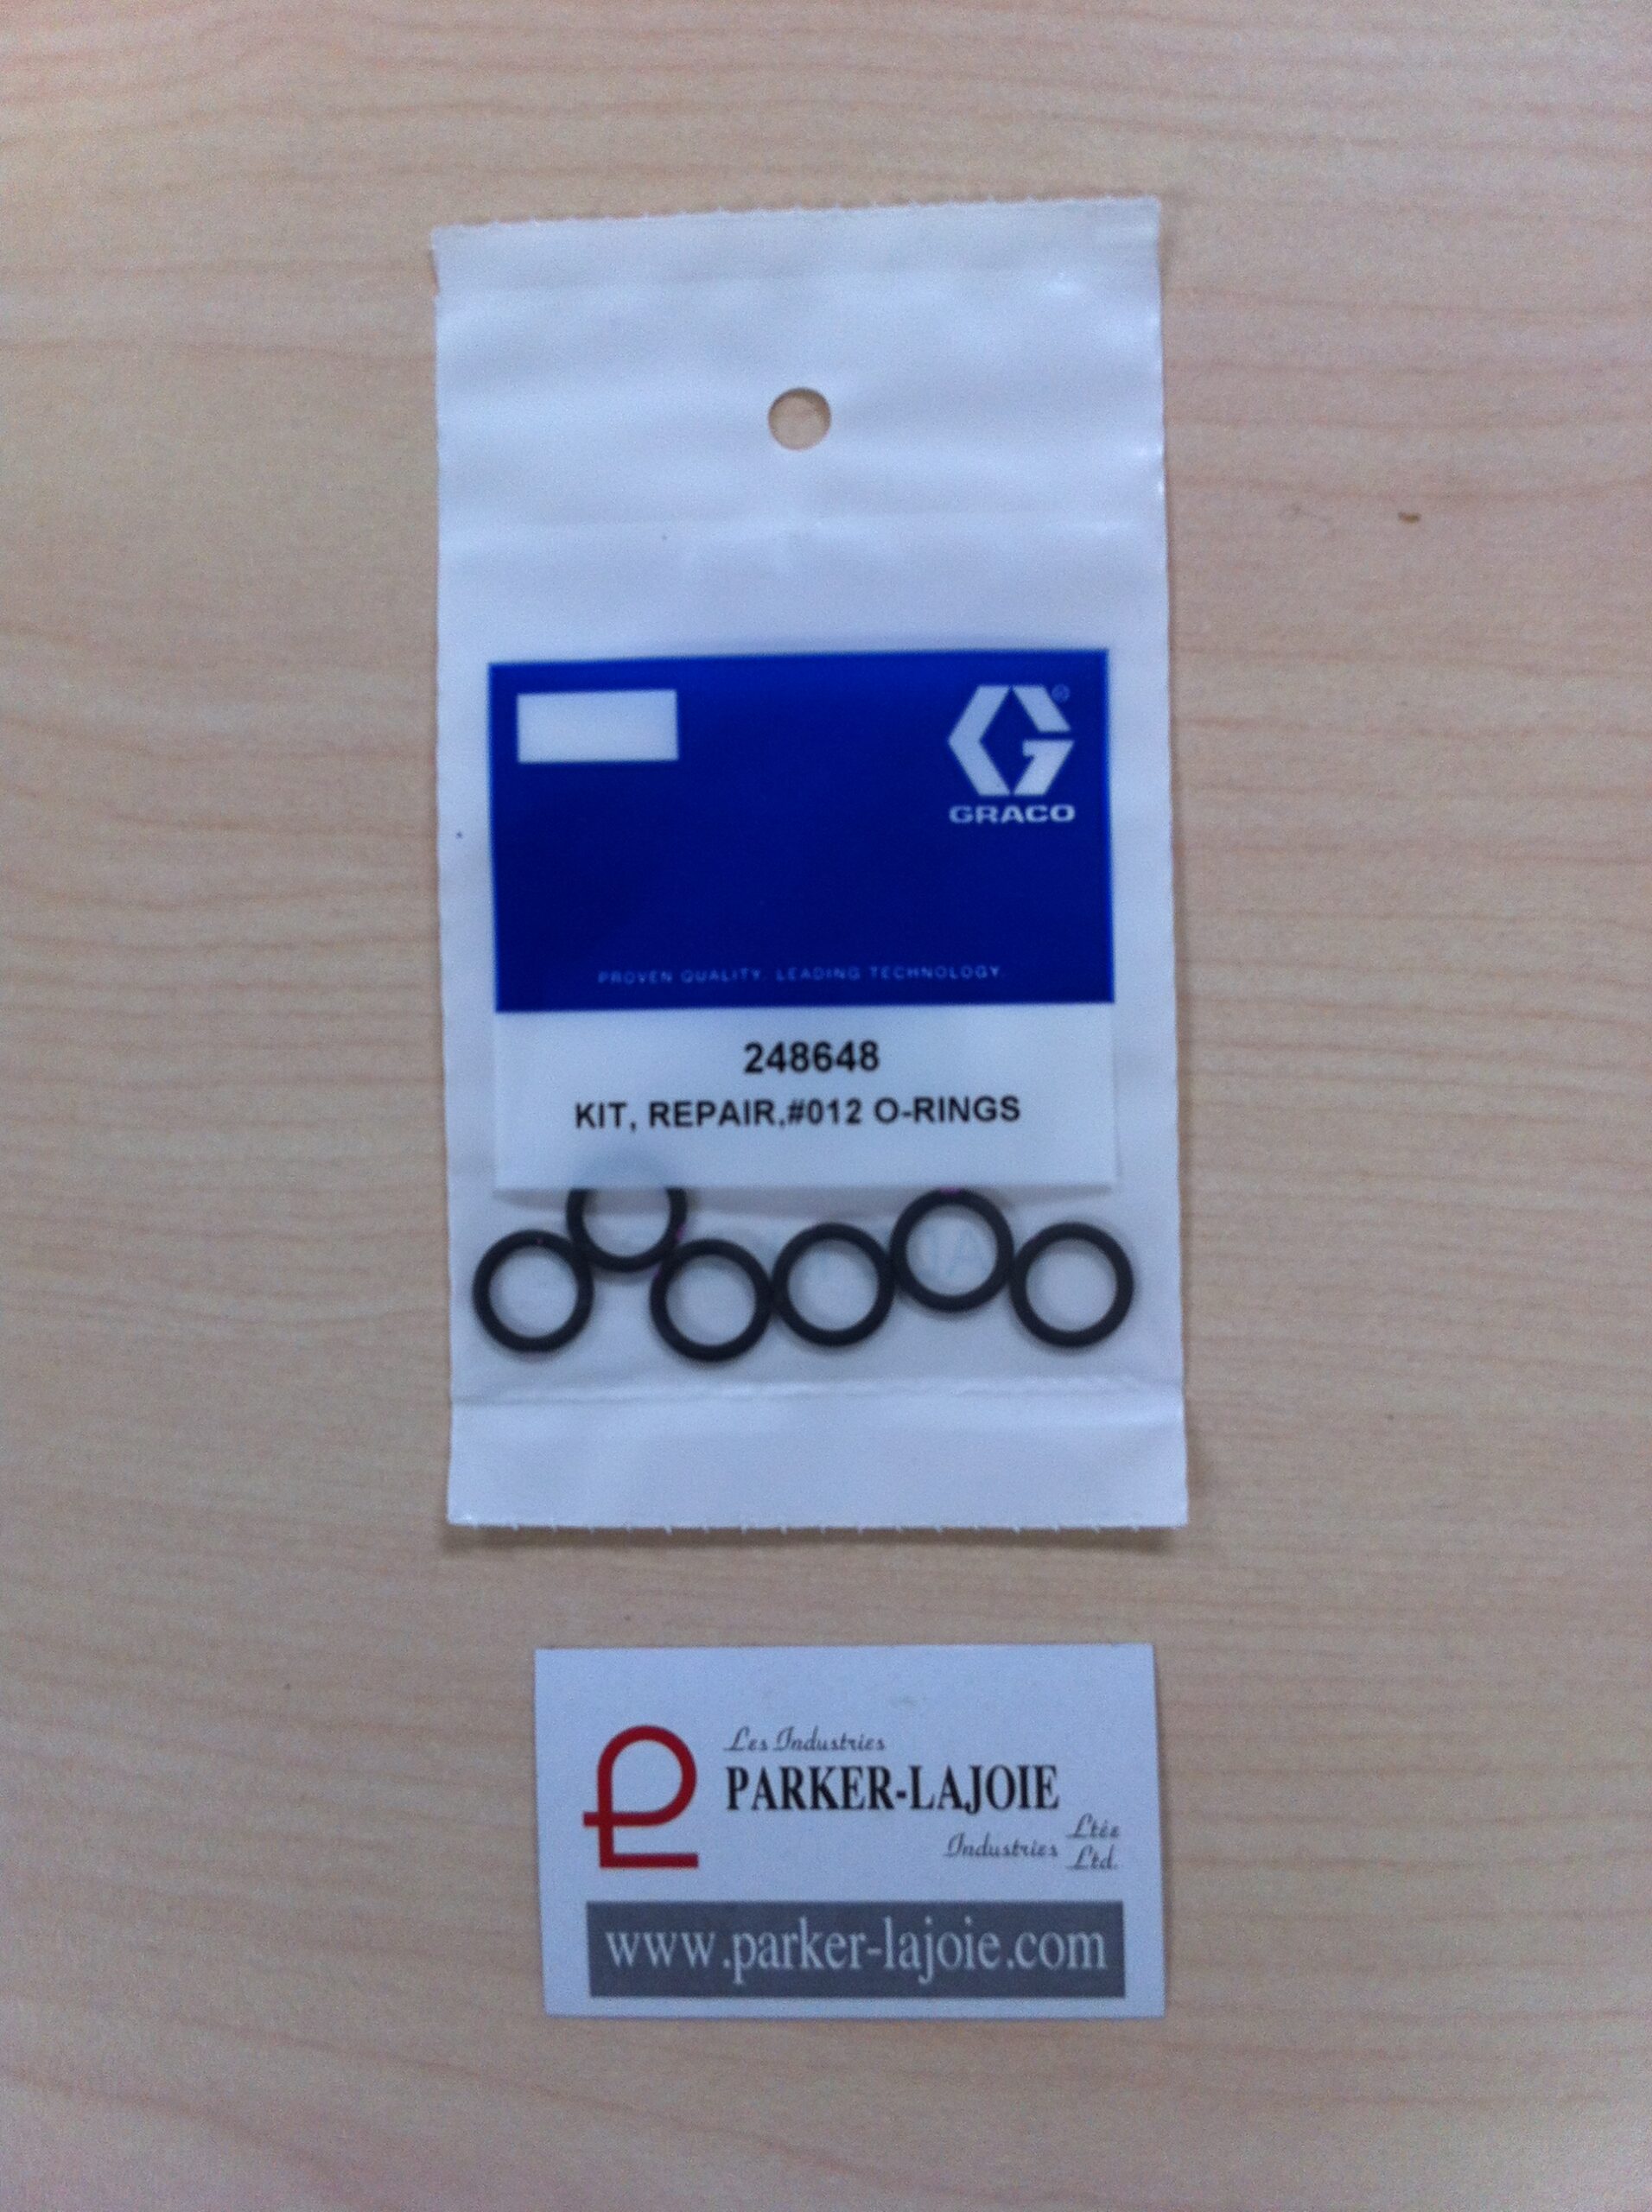 ®
GRACO
PROVEN QUALITY. LEADING TECHNOLOGY.
248648
KIT, REPAIR,#012 O-RINGS
Les Industries
PARKER-LAJOIE
Industries Ltée
Ltd.
www.parker-lajoie.com